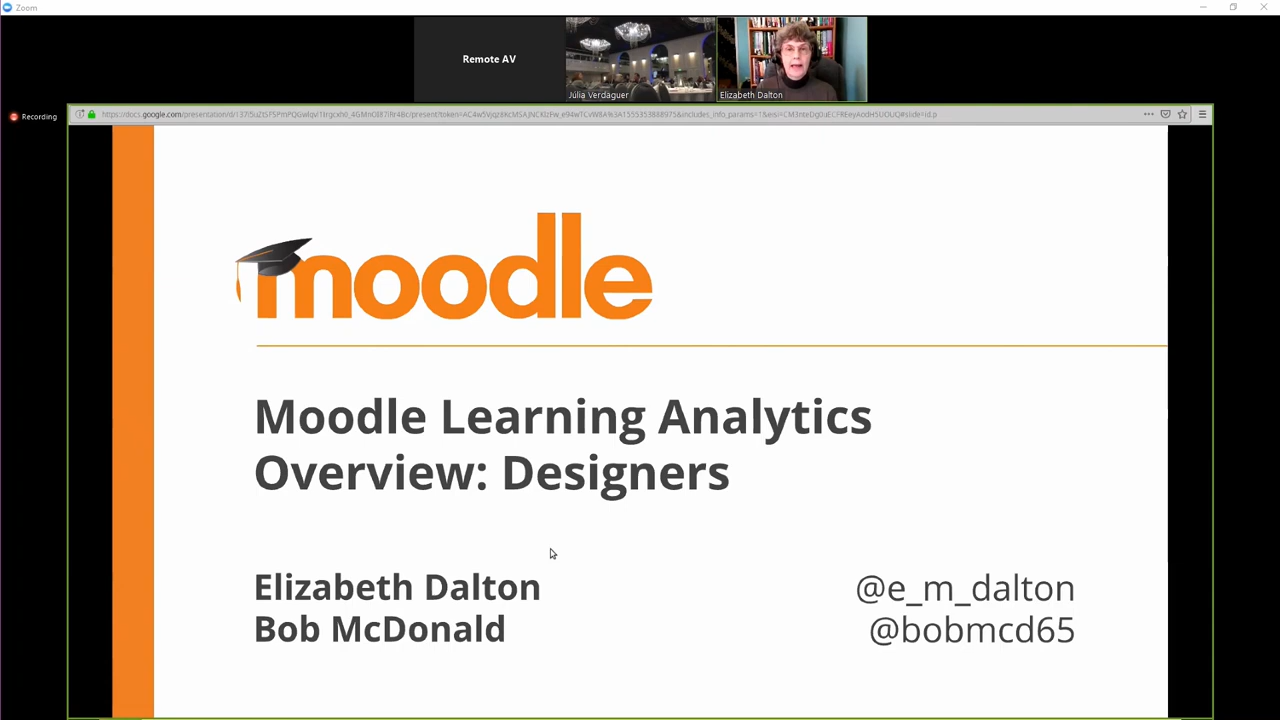 Zoom
Remote AV
Júlia Verdaguer
Elizabeth Dalton
Recording
moodle
Moodle Learning Analytics
Overview: Designers
Elizabeth Dalton
@e_m_dalton
Bob McDonald
@bobmcd65